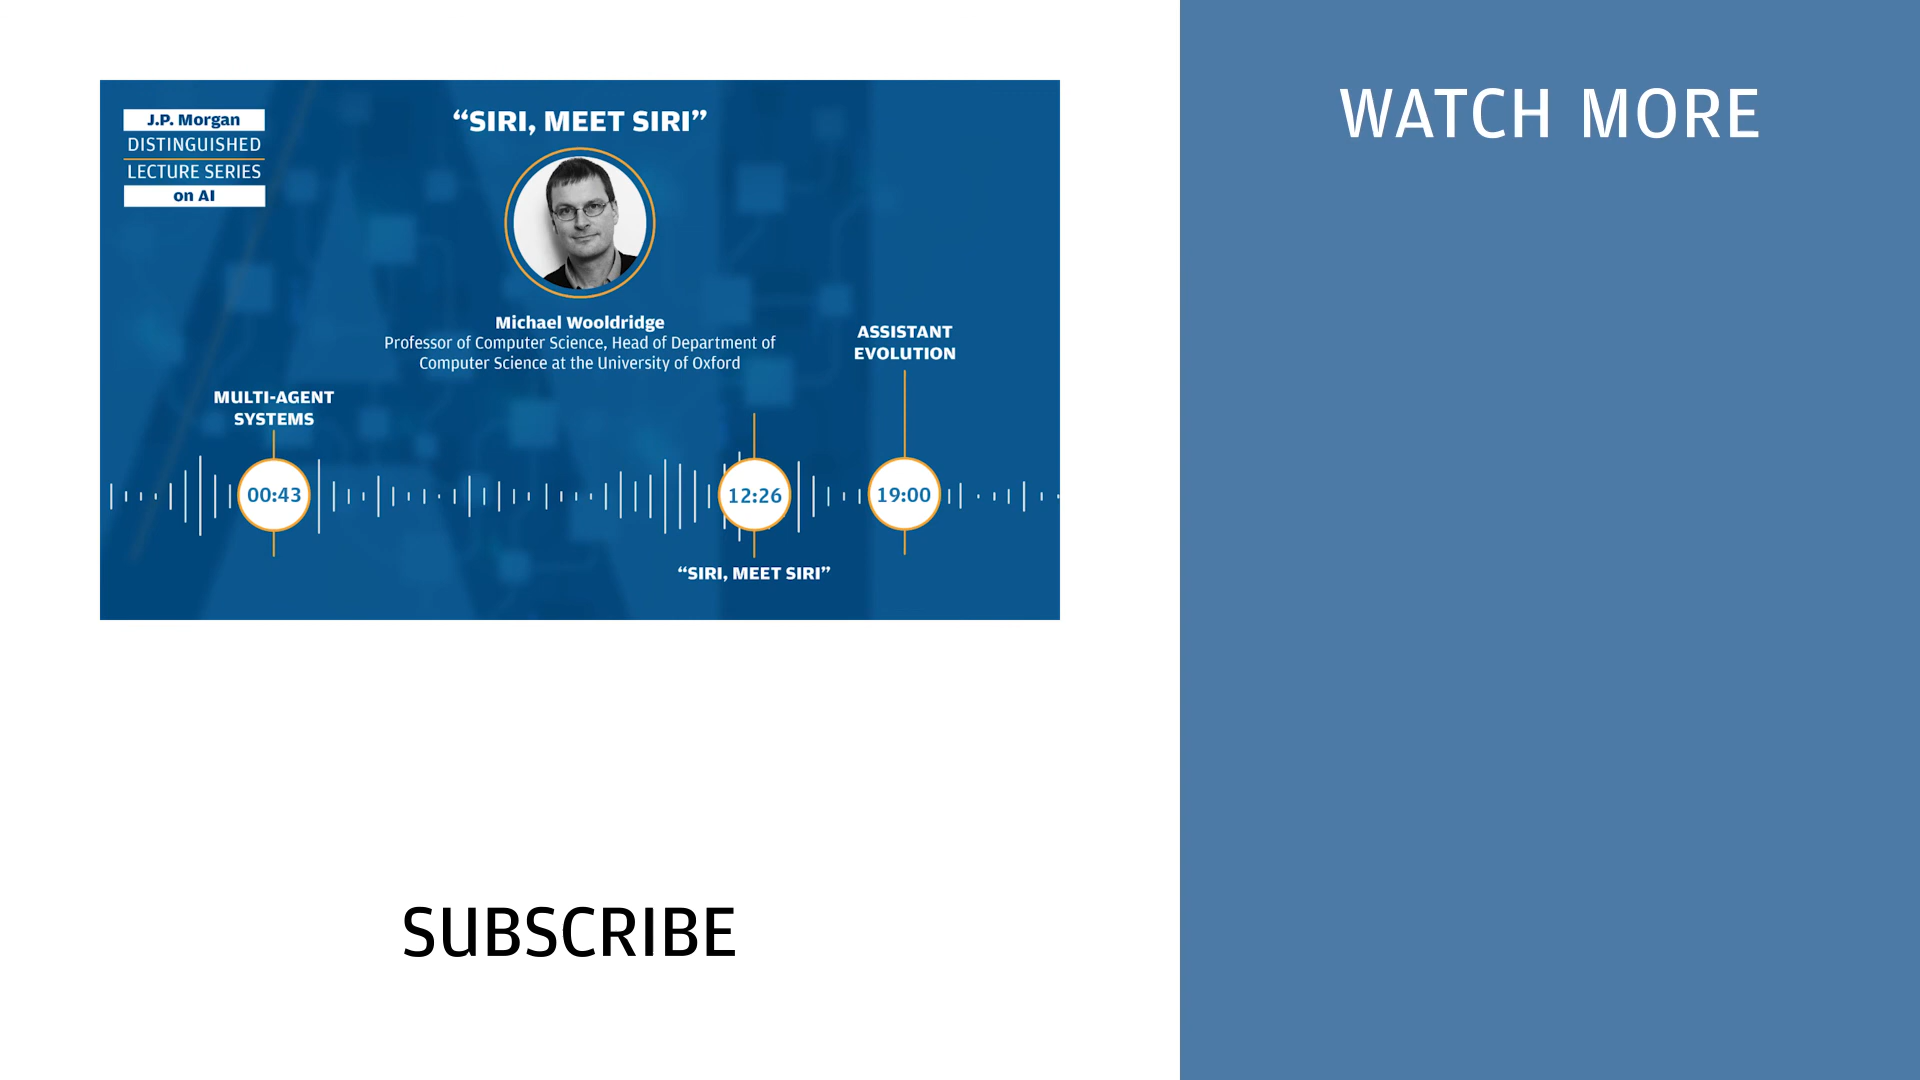 J.P. Morgan
DISTINGUISHED
LECTURE SERIES
on AI
“SIRI, MEET SIRI”
Michael Wooldridge
Professor of Computer Science, Head of Department of
Computer Science at the University of Oxford
MULTI-AGENT
SYSTEMS
00:43
12:26
“SIRI, MEET SIRI”
ASSISTANT
EVOLUTION
19:00
SUBSCRIBE
WATCH MORE